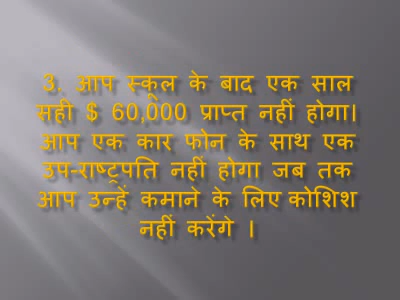 3. आप स्कूल के बाद एक साल
सही $ 60,000 प्राप्त नहीं होगा।
आप एक कार फोन के साथ एक
उप-राष्ट्रपति नहीं होगा जब तक
आप उन्हें कमाने के लिए कोशिश
नहीं करेंगे ।